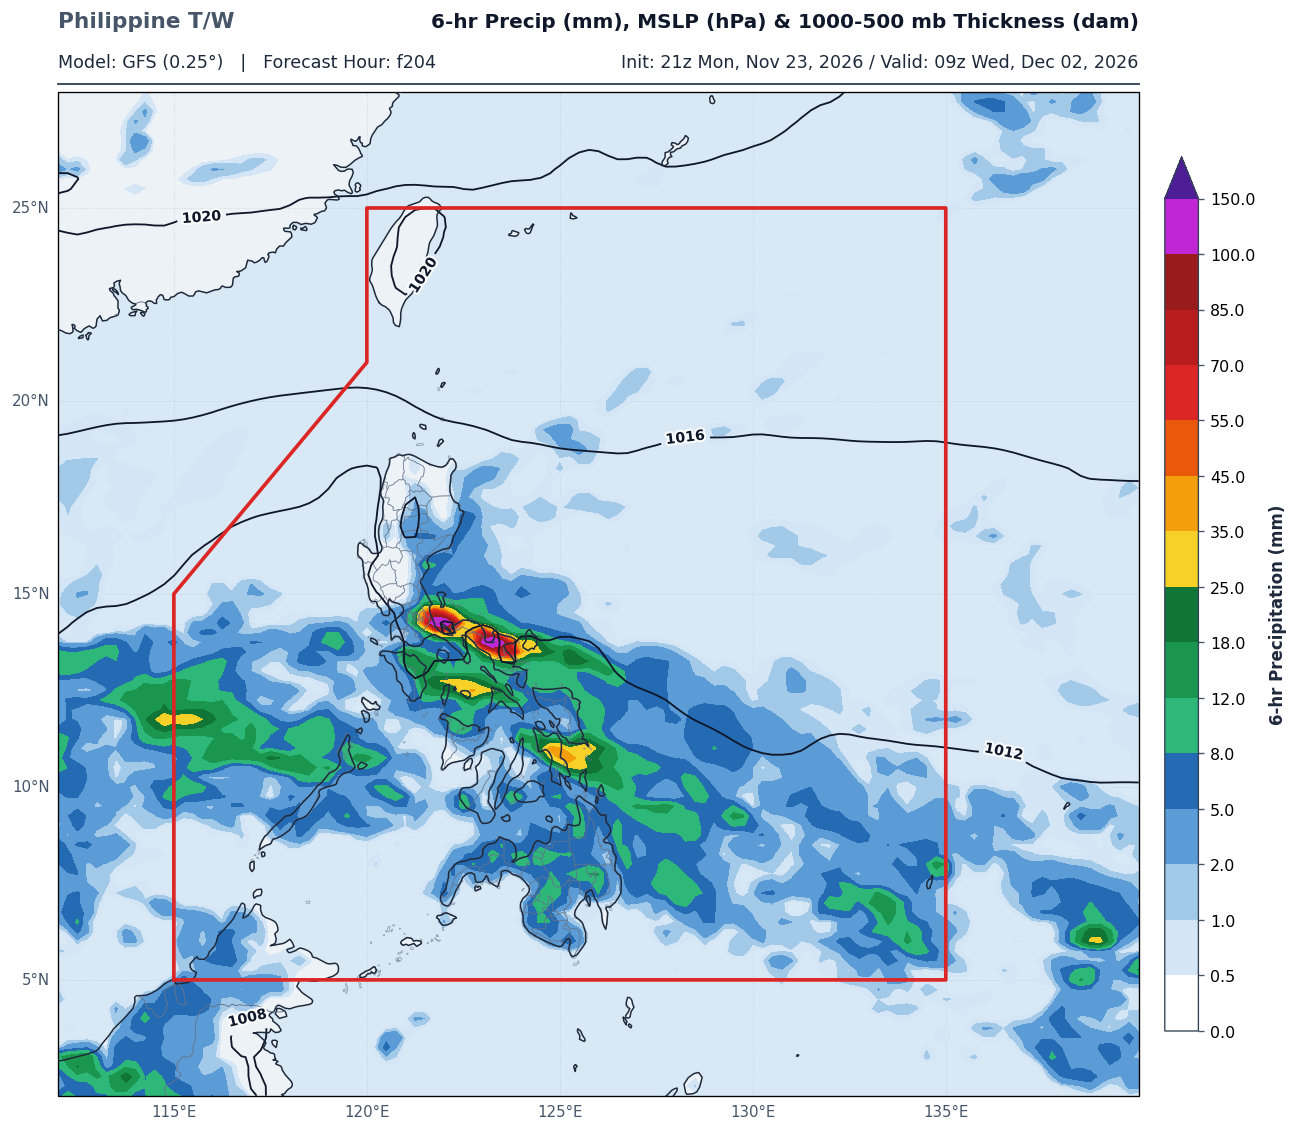 Philippine T/W
6-hr Precip (mm), MSLP (hPa) & 1000-500 mb Thickness (dam)
Model: GFS (0.25°) | Forecast Hour: f204
Init: 21z Mon, Nov 23, 2026 / Valid: 09z Wed, Dec 02, 2026
25°N
20°N
15°N
10°N
5°N
1020
1020
1016
1012
1008
115°E
120°E
125°E
130°E
135°E
150.0
100.0
85.0
70.0
55.0
45.0
35.0
25.0
18.0
12.0
8.0
5.0
2.0
1.0
0.5
0.0
6-hr Precipitation (mm)